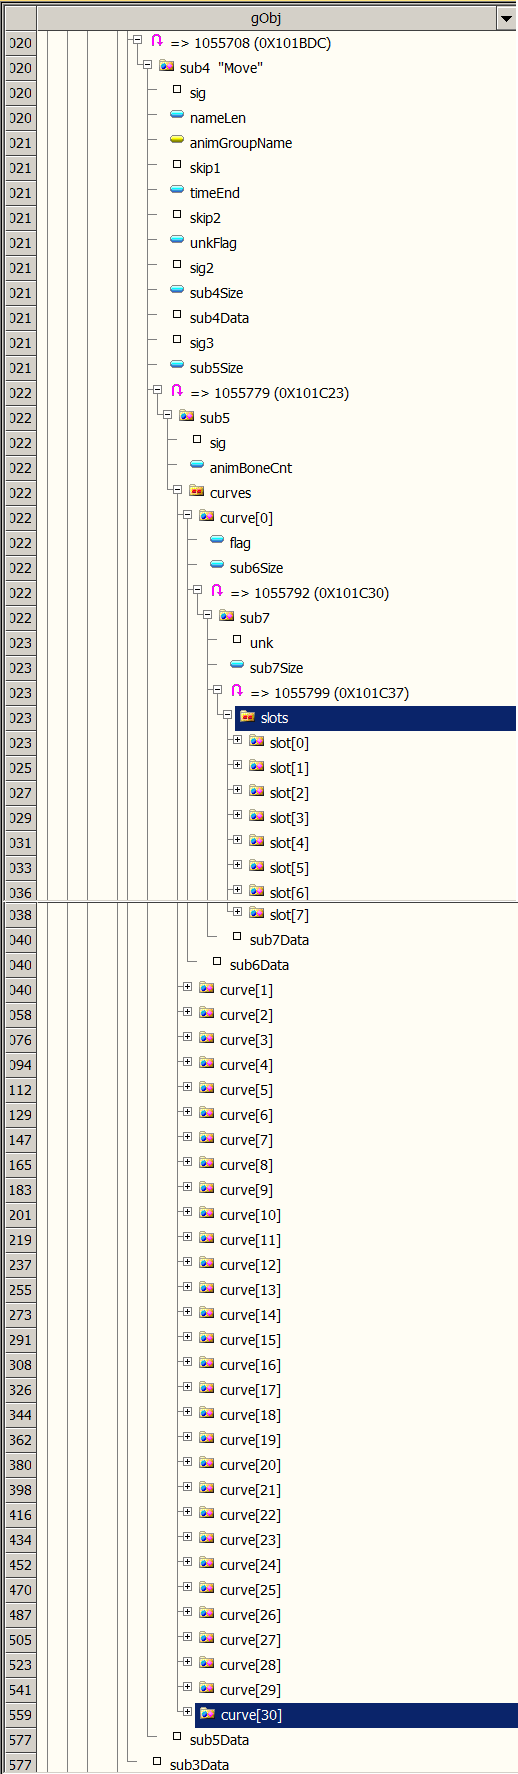 gObj
020 => 1055708 (0X101BDC)
020 sub4 "Move"
020 sig
020 nameLen
021 animGroupName
021 skip1
021 timeEnd
021 skip2
021 unkFlag
021 sig2
021 sub4Size
021 sub4Data
021 sig3
021 sub5Size
022 => 1055779 (0X101C23)
022 sub5
022 sig
022 animBoneCnt
022 curves
022 curve[0]
022 flag
022 sub6Size
022 => 1055792 (0X101C30)
022 sub7
023 unk
023 sub7Size
023 => 1055799 (0X101C37)
023 slots
023 slot[0]
025 slot[1]
027 slot[2]
029 slot[3]
031 slot[4]
033 slot[5]
036 slot[6]
038 slot[7]
040 sub7Data
040 sub6Data
040 curve[1]
058 curve[2]
076 curve[3]
094 curve[4]
112 curve[5]
129 curve[6]
147 curve[7]
165 curve[8]
183 curve[9]
201 curve[10]
219 curve[11]
237 curve[12]
255 curve[13]
273 curve[14]
291 curve[15]
308 curve[16]
326 curve[17]
344 curve[18]
362 curve[19]
380 curve[20]
398 curve[21]
416 curve[22]
434 curve[23]
452 curve[24]
470 curve[25]
487 curve[26]
505 curve[27]
523 curve[28]
541 curve[29]
559 curve[30]
577 sub5Data
577 sub3Data